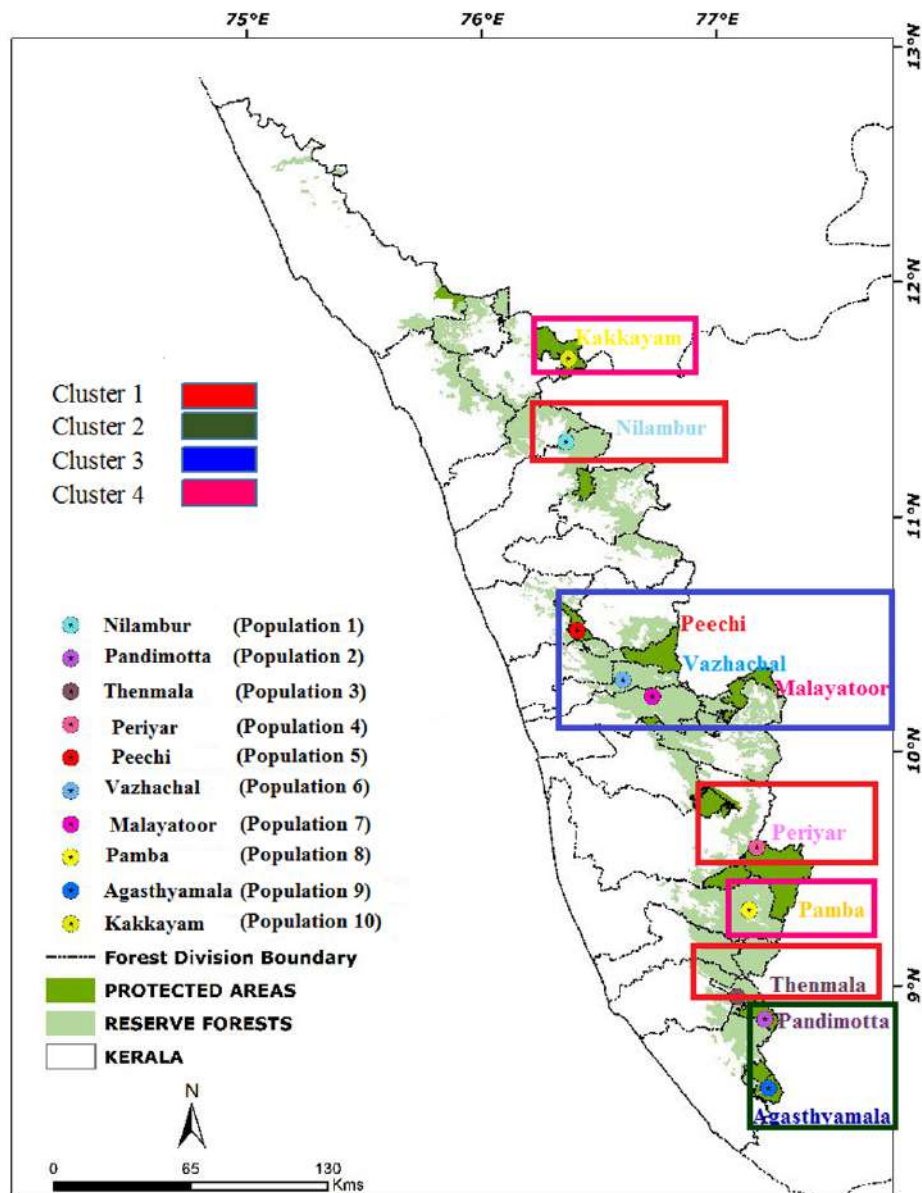 75°E 76°E 77°E
13°N
12°N
Kakkayam
Cluster 1
Cluster 2
Nilambur
Cluster 3
Cluster 4
11°N
Peechi
Nilambur (Population 1)
Vazhachal
Pandimotta (Population 2)
Malayatoor
Thenmala (Population 3)
Periyar (Population 4)
10°N
Peechi (Population 5)
Vazhachal (Population 6)
Malayatoor (Population 7)
Periyar
Pamba (Population 8)
Agasthyamala (Population 9)
Pamba
Kakkayam (Population 10)
Forest Division Boundary
Thenmala
9°N
PROTECTED AREAS
Pandimotta
RESERVE FORESTS
KERALA
N
Agasthyamala
0 65 130
Kms